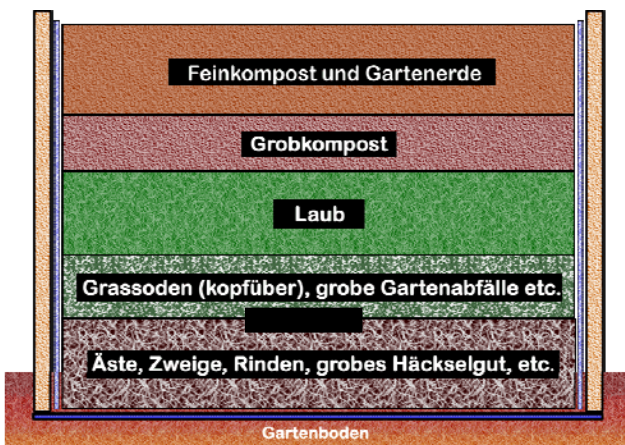 Feinkompost und Gartenerde
Grobkompost
Laub
Grassoden (kopfüber), grobe Gartenabfälle etc.
Äste, Zweige, Rinden, grobes Häckselgut, etc.
Gartenboden